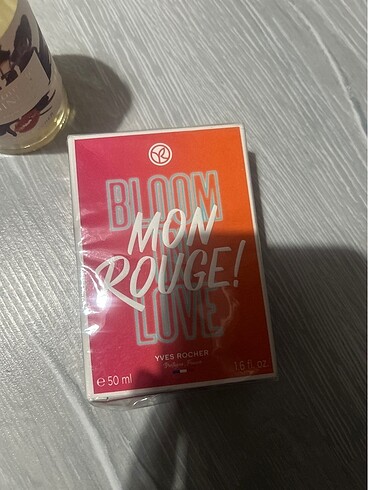 BLOOM
MON
ROUGE!
LOVE
YVES ROCHER
℮ 50 ml
1.6 fl. oz.